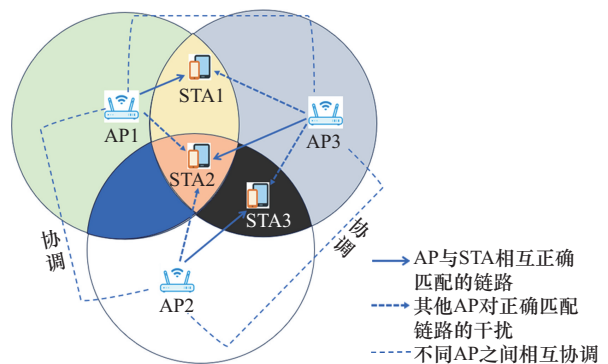 STA1
AP1
AP3
STA2
STA3
协调
协调
AP2
AP与STA相互正确
匹配的链路
其他AP对正确匹配
链路的干扰
不同AP之间相互协调